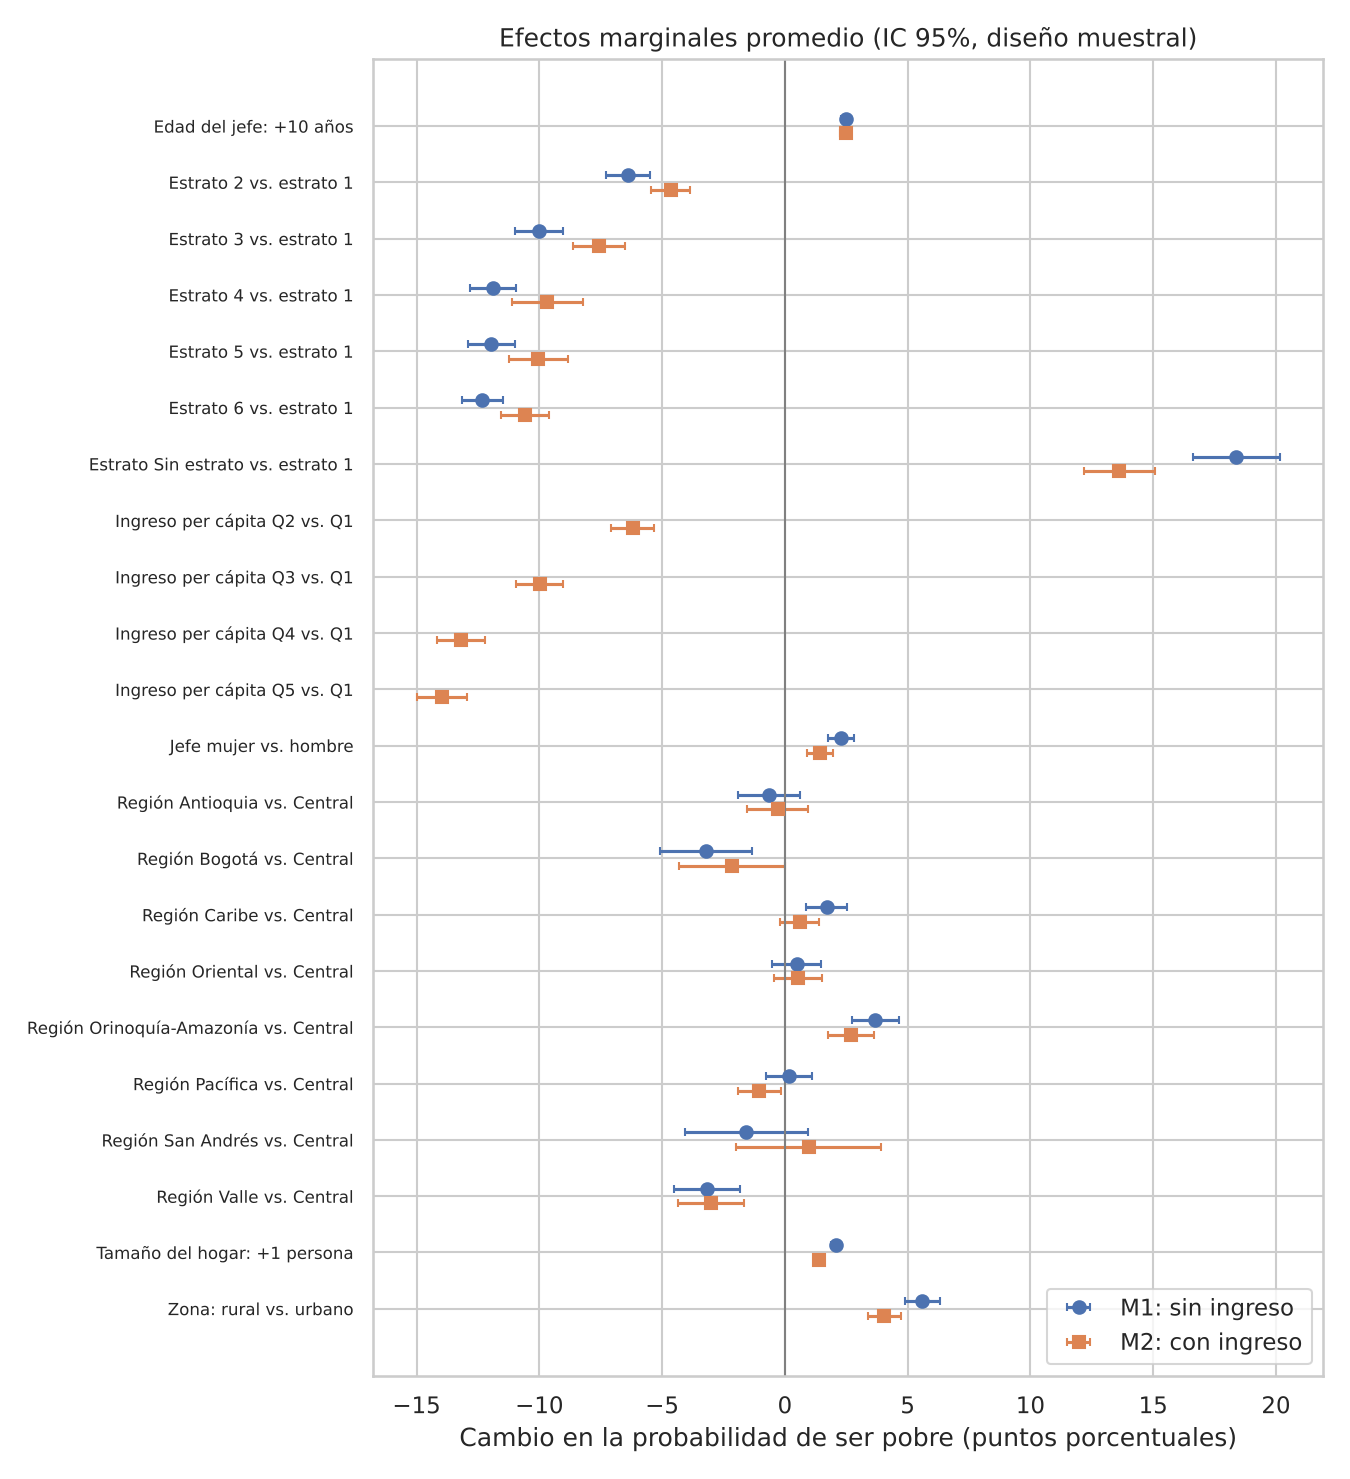 Efectos marginales promedio (IC 95%, diseño muestral)
Edad del jefe: +10 años
Estrato 2 vs. estrato 1
Estrato 3 vs. estrato 1
Estrato 4 vs. estrato 1
Estrato 5 vs. estrato 1
Estrato 6 vs. estrato 1
Estrato Sin estrato vs. estrato 1
Ingreso per cápita Q2 vs. Q1
Ingreso per cápita Q3 vs. Q1
Ingreso per cápita Q4 vs. Q1
Ingreso per cápita Q5 vs. Q1
Jefe mujer vs. hombre
Región Antioquia vs. Central
Región Bogotá vs. Central
Región Caribe vs. Central
Región Oriental vs. Central
Región Orinoquía-Amazonía vs. Central
Región Pacífica vs. Central
Región San Andrés vs. Central
Región Valle vs. Central
Tamaño del hogar: +1 persona
Zona: rural vs. urbano
M1: sin ingreso
M2: con ingreso
−15 −10 −5 0 5 10 15 20
Cambio en la probabilidad de ser pobre (puntos porcentuales)